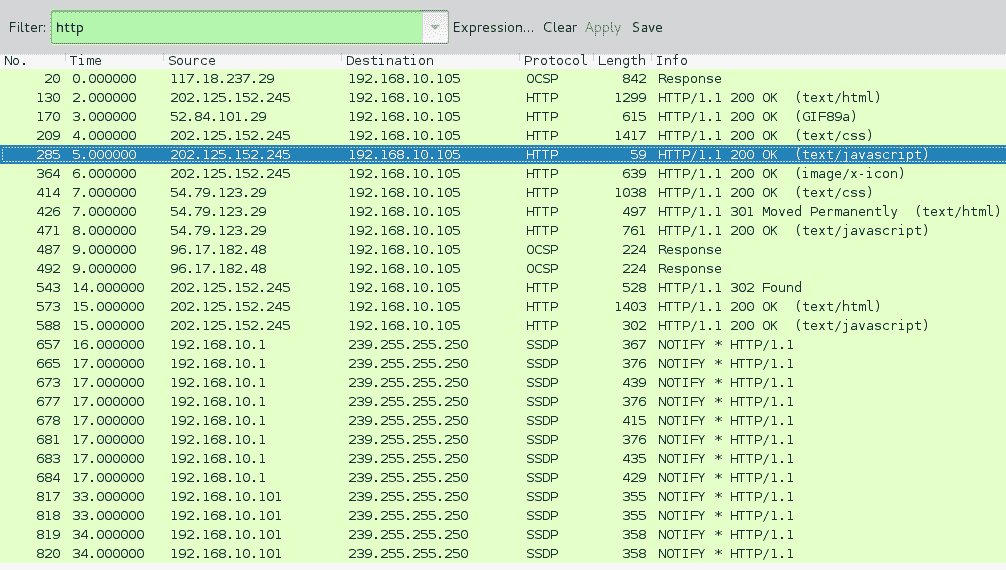 Filter: http Expression... Clear Apply Save
No. Time Source Destination Protocol Length Info
20 0.000000 117.18.237.29 192.168.10.105 OCSP 842 Response
130 2.000000 202.125.152.245 192.168.10.105 HTTP 1299 HTTP/1.1 200 OK (text/html)
170 3.000000 52.84.101.29 192.168.10.105 HTTP 615 HTTP/1.1 200 OK (GIF89a)
209 4.000000 202.125.152.245 192.168.10.105 HTTP 1417 HTTP/1.1 200 OK (text/css)
285 5.000000 202.125.152.245 192.168.10.105 HTTP 59 HTTP/1.1 200 OK (text/javascript)
364 6.000000 202.125.152.245 192.168.10.105 HTTP 639 HTTP/1.1 200 OK (image/x-icon)
414 7.000000 54.79.123.29 192.168.10.105 HTTP 1038 HTTP/1.1 200 OK (text/css)
426 7.000000 54.79.123.29 192.168.10.105 HTTP 497 HTTP/1.1 301 Moved Permanently (text/html)
471 8.000000 54.79.123.29 192.168.10.105 HTTP 761 HTTP/1.1 200 OK (text/javascript)
487 9.000000 96.17.182.48 192.168.10.105 OCSP 224 Response
492 9.000000 96.17.182.48 192.168.10.105 OCSP 224 Response
543 14.000000 202.125.152.245 192.168.10.105 HTTP 528 HTTP/1.1 302 Found
573 15.000000 202.125.152.245 192.168.10.105 HTTP 1403 HTTP/1.1 200 OK (text/html)
588 15.000000 202.125.152.245 192.168.10.105 HTTP 302 HTTP/1.1 200 OK (text/javascript)
657 16.000000 192.168.10.1 239.255.255.250 SSDP 367 NOTIFY * HTTP/1.1
665 17.000000 192.168.10.1 239.255.255.250 SSDP 376 NOTIFY * HTTP/1.1
673 17.000000 192.168.10.1 239.255.255.250 SSDP 439 NOTIFY * HTTP/1.1
677 17.000000 192.168.10.1 239.255.255.250 SSDP 376 NOTIFY * HTTP/1.1
678 17.000000 192.168.10.1 239.255.255.250 SSDP 415 NOTIFY * HTTP/1.1
681 17.000000 192.168.10.1 239.255.255.250 SSDP 376 NOTIFY * HTTP/1.1
683 17.000000 192.168.10.1 239.255.255.250 SSDP 435 NOTIFY * HTTP/1.1
684 17.000000 192.168.10.1 239.255.255.250 SSDP 429 NOTIFY * HTTP/1.1
817 33.000000 192.168.10.101 239.255.255.250 SSDP 355 NOTIFY * HTTP/1.1
818 33.000000 192.168.10.101 239.255.255.250 SSDP 355 NOTIFY * HTTP/1.1
819 34.000000 192.168.10.101 239.255.255.250 SSDP 358 NOTIFY * HTTP/1.1
820 34.000000 192.168.10.101 239.255.255.250 SSDP 358 NOTIFY * HTTP/1.1